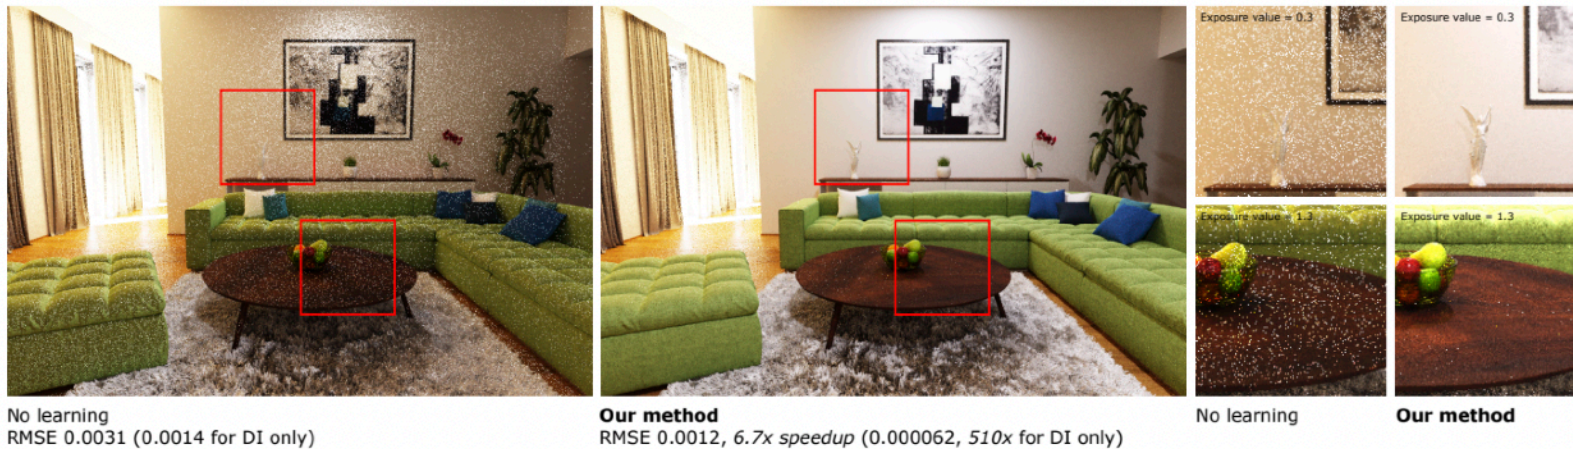 Exposure value = 0.3
Exposure value = 0.3
Exposure value = 1.3
Exposure value = 1.3
No learning
RMSE 0.0031 (0.0014 for DI only)
Our method
RMSE 0.0012, 6.7x speedup (0.000062, 510x for DI only)
No learning
Our method